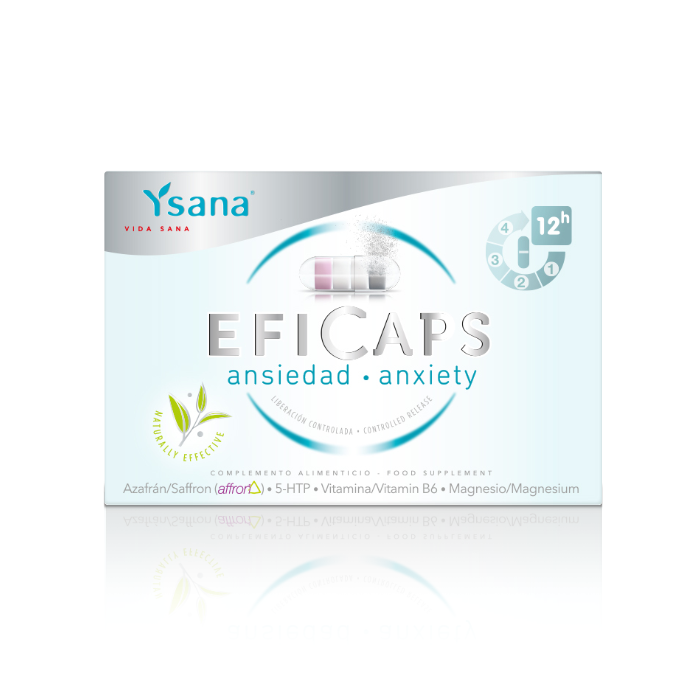 Ysana®
VIDA SANA
12h
4
3
2
1
EFICAPS
ansiedad • anxiety
LIBERACIÓN CONTROLADA • CONTROLLED RELEASE
NATURALLY EFFECTIVE
COMPLEMENTO ALIMENTICIO - FOOD SUPPLEMENT
Azafrán/Saffron (affron) • 5-HTP • Vitamina/Vitamin B6 • Magnesio/Magnesium